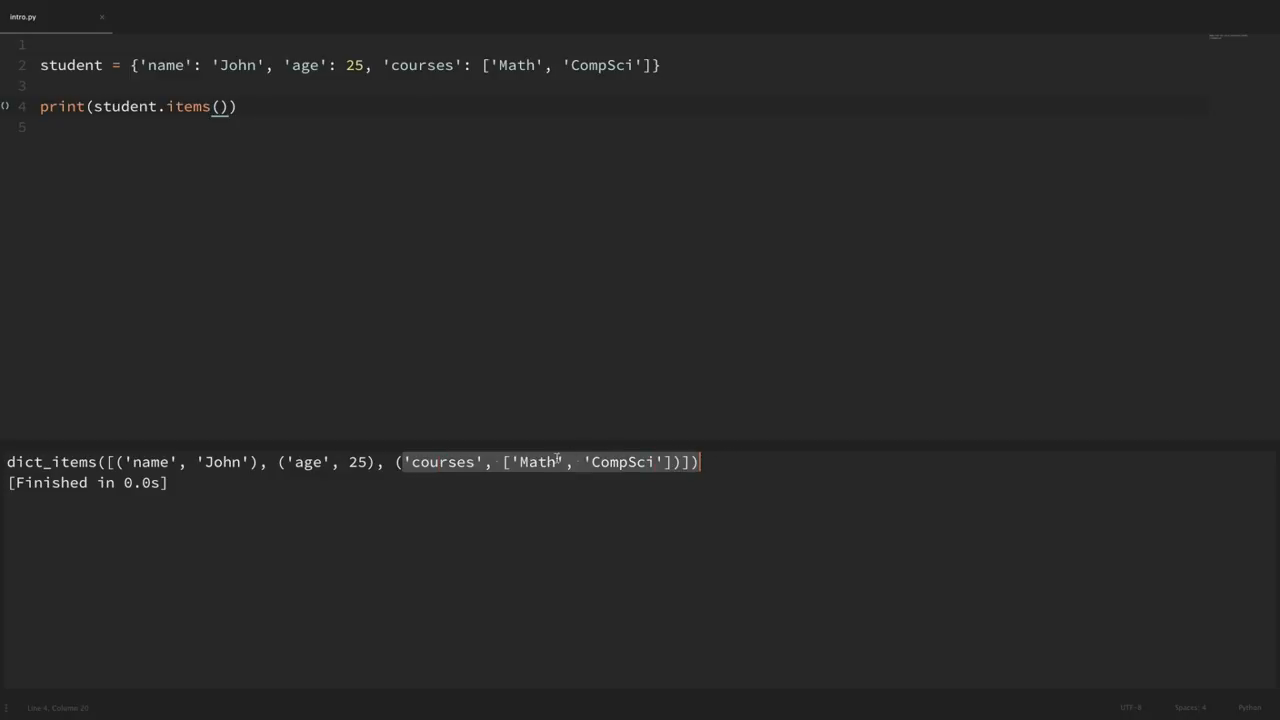 intro.py ×
1
2 student = {'name': 'John', 'age': 25, 'courses': ['Math', 'CompSci']}
3
() 4 print(student.items())
5
dict_items([('name', 'John'), ('age', 25), ('courses', ['Math', 'CompSci'])])
[Finished in 0.0s]
Line 4, Column 20 UTF-8 Spaces: 4 Python